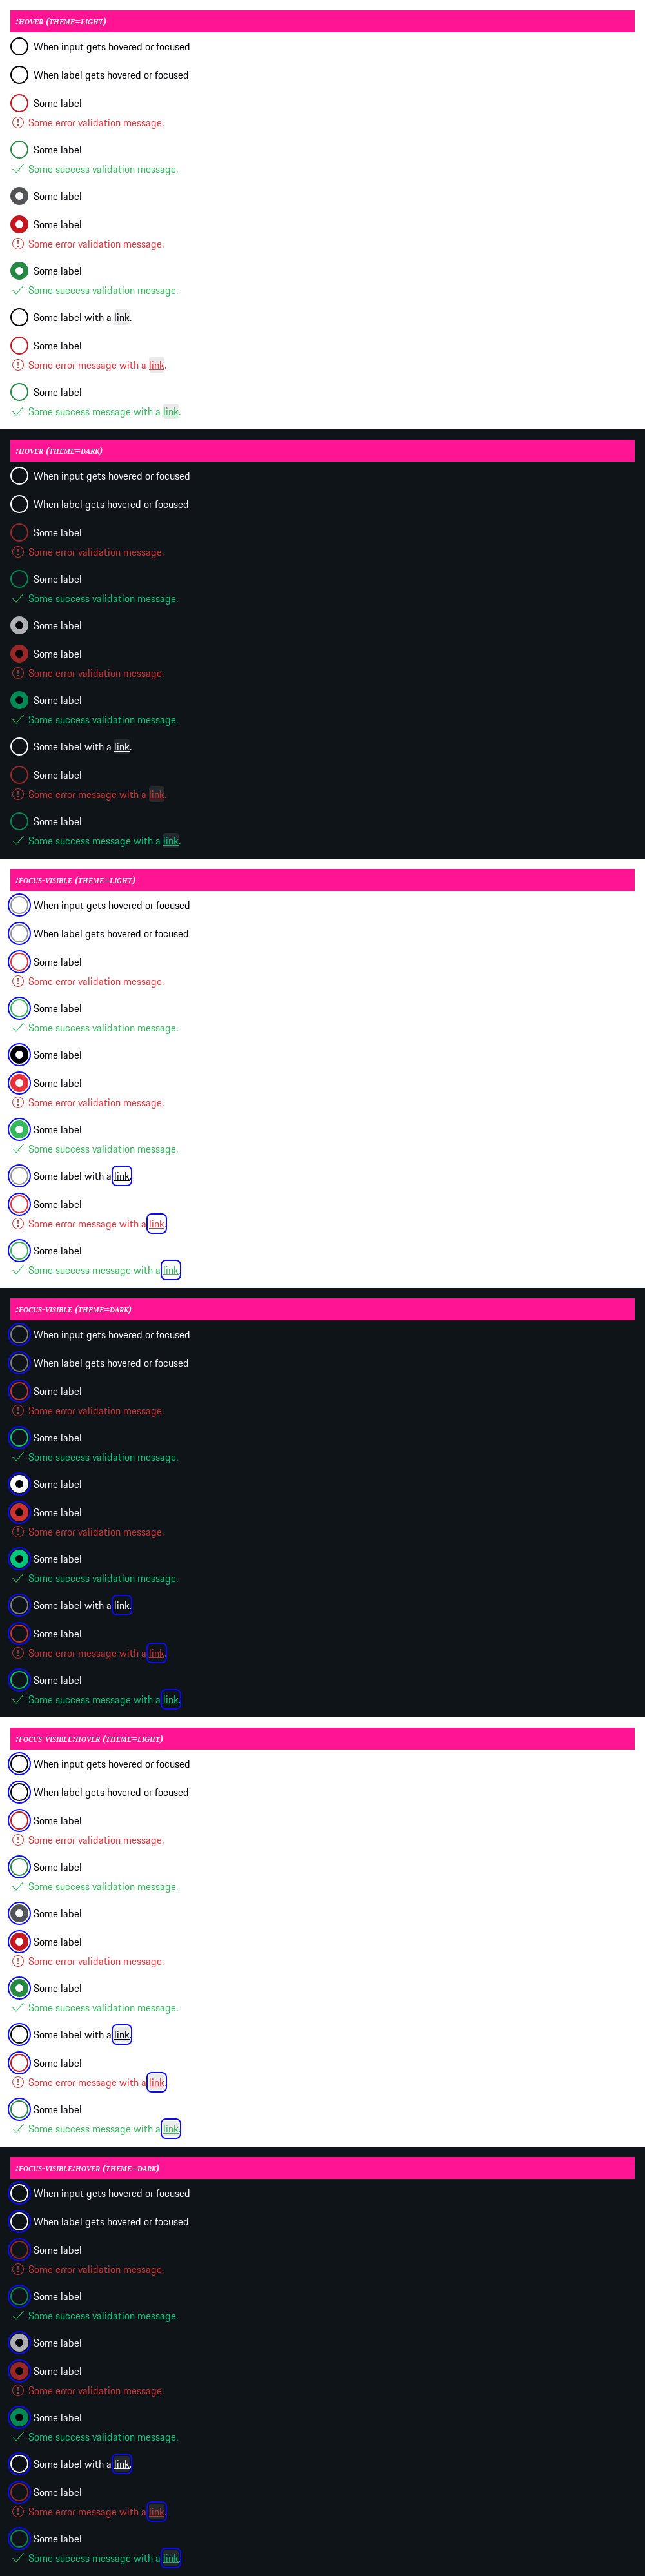 :HOVER (THEME=LIGHT)
When input gets hovered or focused
When label gets hovered or focused
Some label
Some error validation message.
Some label
Some success validation message.
Some label
Some label
Some error validation message.
Some label
Some success validation message.
Some label with a link.
Some label
Some error message with a link.
Some label
Some success message with a link.
:HOVER (THEME=DARK)
When input gets hovered or focused
When label gets hovered or focused
Some label
Some error validation message.
Some label
Some success validation message.
Some label
Some label
Some error validation message.
Some label
Some success validation message.
Some label with a link.
Some label
Some error message with a link.
Some label
Some success message with a link.
:FOCUS-VISIBLE (THEME=LIGHT)
When input gets hovered or focused
When label gets hovered or focused
Some label
Some error validation message.
Some label
Some success validation message.
Some label
Some label
Some error validation message.
Some label
Some success validation message.
Some label with a link.
Some label
Some error message with a link.
Some label
Some success message with a link.
:FOCUS-VISIBLE (THEME=DARK)
When input gets hovered or focused
When label gets hovered or focused
Some label
Some error validation message.
Some label
Some success validation message.
Some label
Some label
Some error validation message.
Some label
Some success validation message.
Some label with a link.
Some label
Some error message with a link.
Some label
Some success message with a link.
:FOCUS-VISIBLE:HOVER (THEME=LIGHT)
When input gets hovered or focused
When label gets hovered or focused
Some label
Some error validation message.
Some label
Some success validation message.
Some label
Some label
Some error validation message.
Some label
Some success validation message.
Some label with a link.
Some label
Some error message with a link.
Some label
Some success message with a link.
:FOCUS-VISIBLE:HOVER (THEME=DARK)
When input gets hovered or focused
When label gets hovered or focused
Some label
Some error validation message.
Some label
Some success validation message.
Some label
Some label
Some error validation message.
Some label
Some success validation message.
Some label with a link.
Some label
Some error message with a link.
Some label
Some success message with a link.